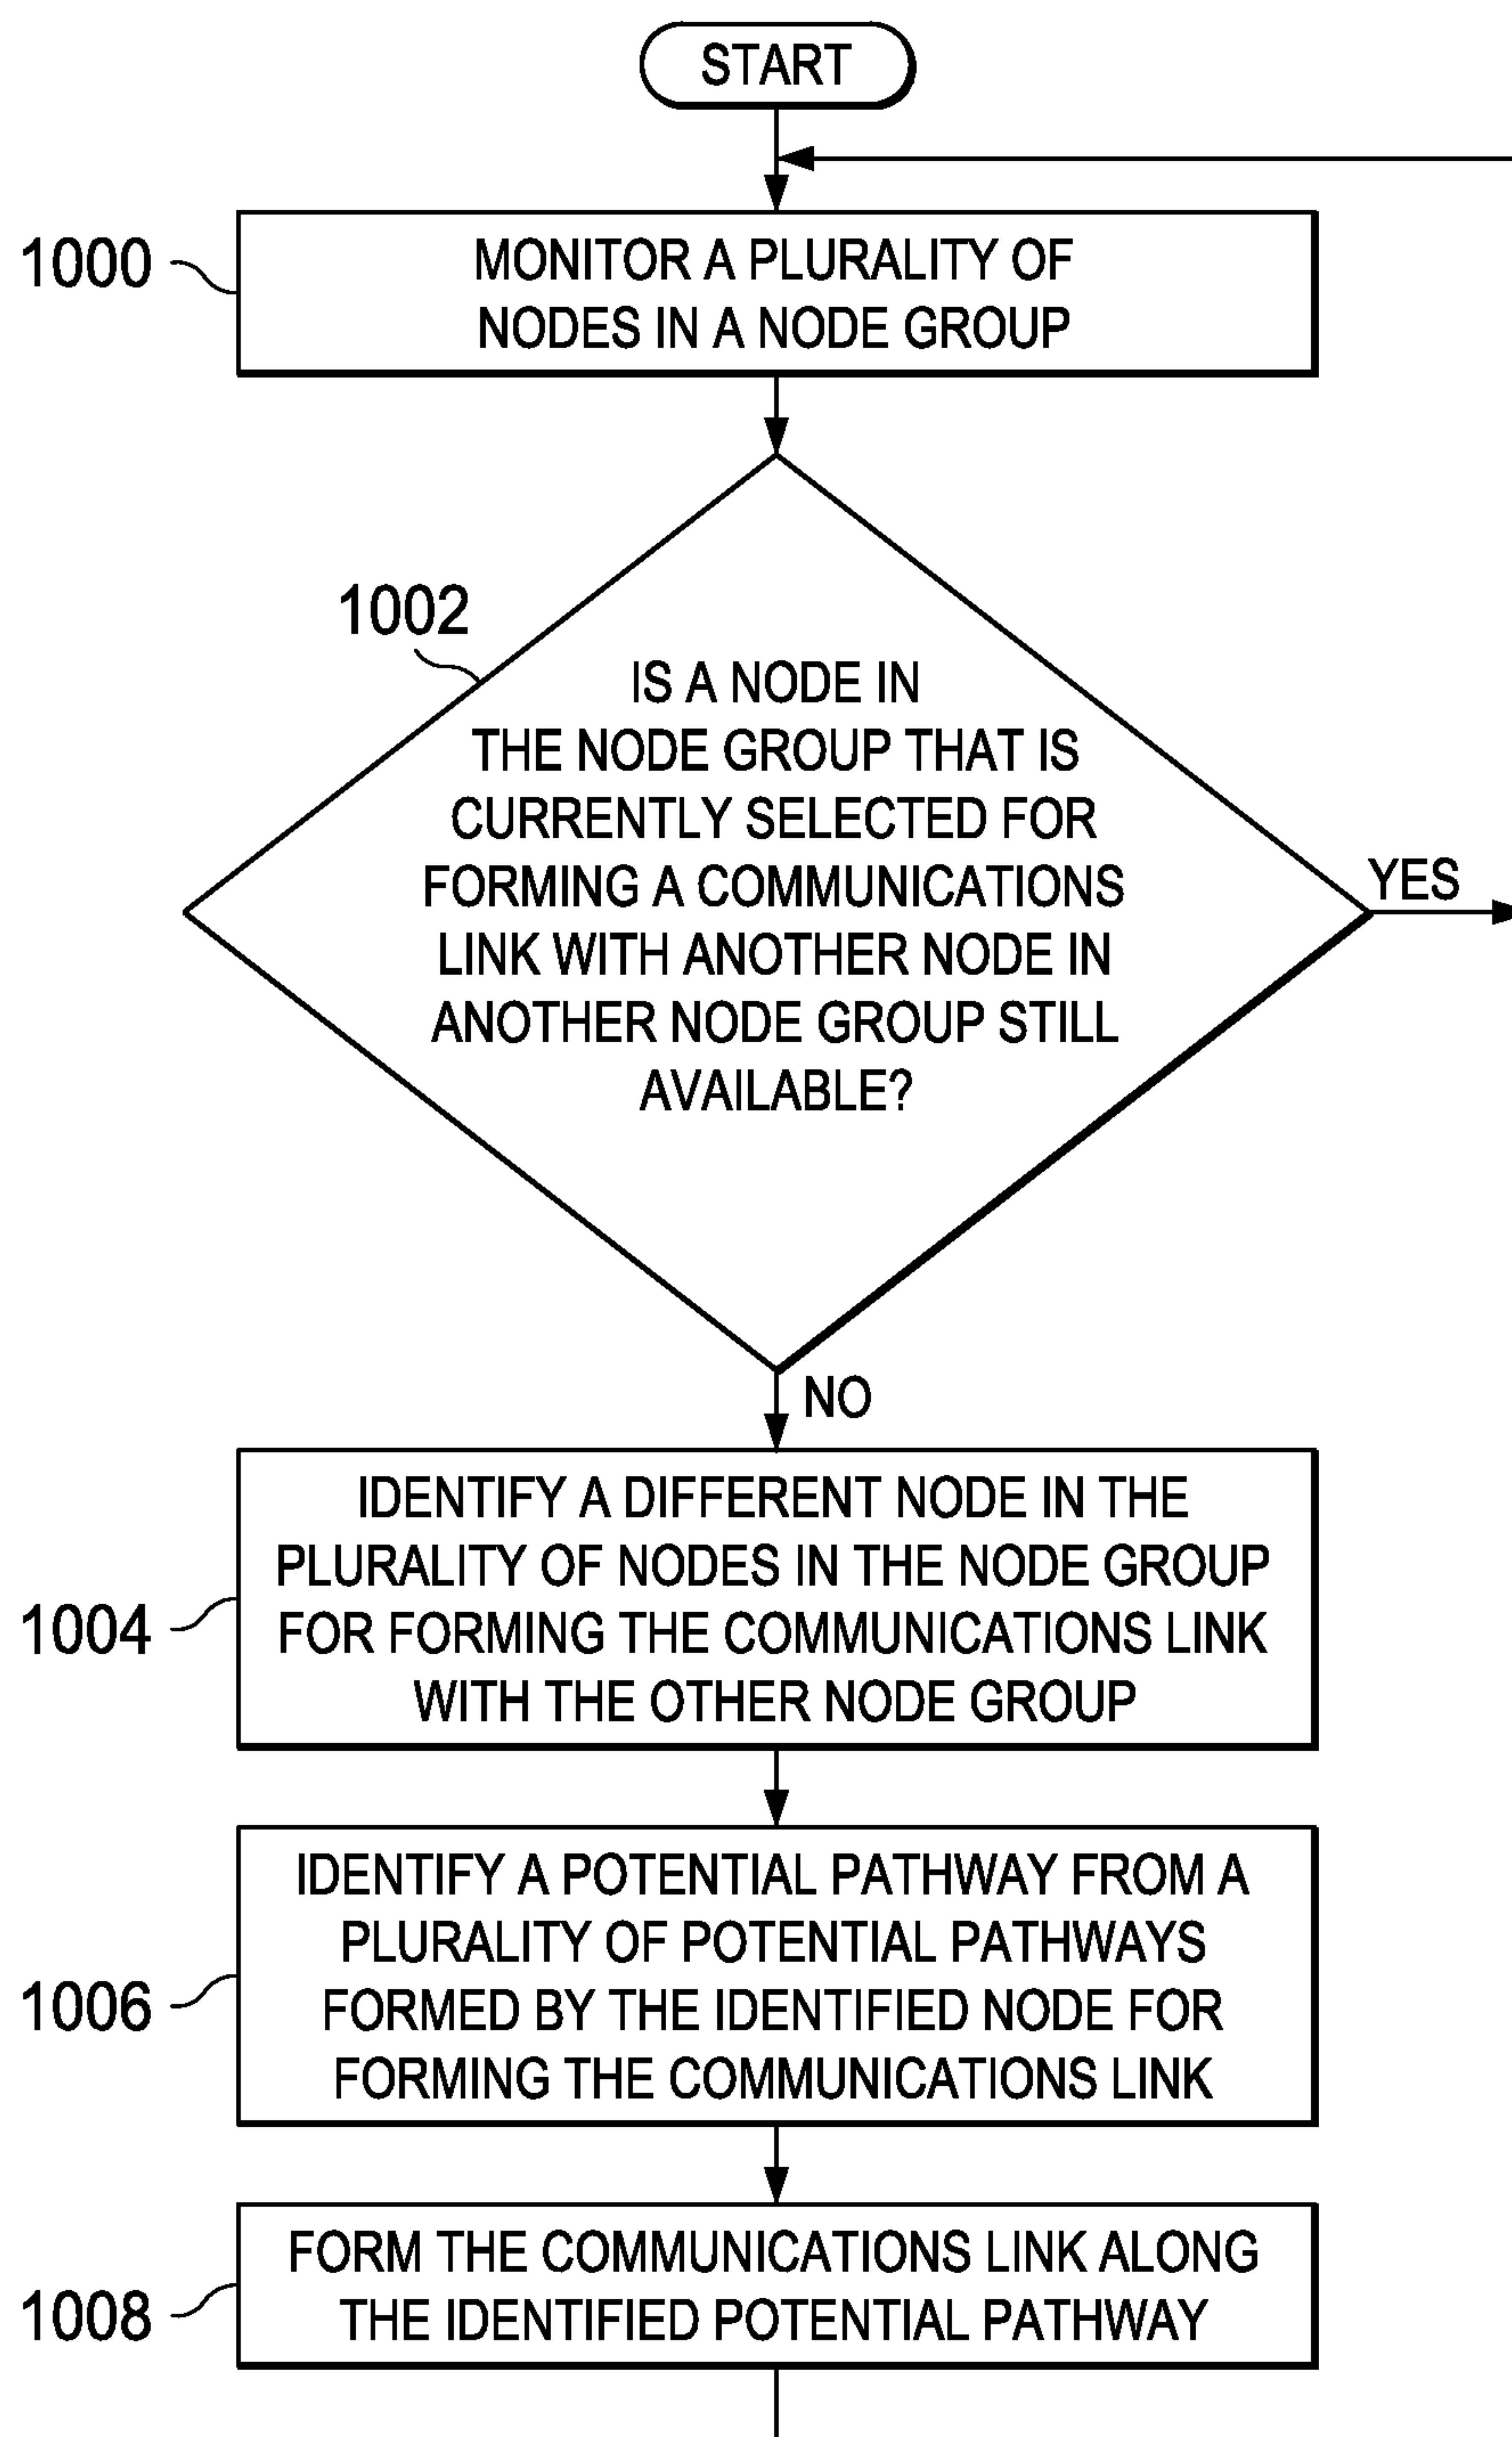 START
1000
MONITOR A PLURALITY OF
NODES IN A NODE GROUP
1002
IS A NODE IN
THE NODE GROUP THAT IS
CURRENTLY SELECTED FOR
FORMING A COMMUNICATIONS
LINK WITH ANOTHER NODE IN
ANOTHER NODE GROUP STILL
AVAILABLE?
YES
NO
1004
IDENTIFY A DIFFERENT NODE IN THE
PLURALITY OF NODES IN THE NODE GROUP
FOR FORMING THE COMMUNICATIONS LINK
WITH THE OTHER NODE GROUP
1006
IDENTIFY A POTENTIAL PATHWAY FROM A
PLURALITY OF POTENTIAL PATHWAYS
FORMED BY THE IDENTIFIED NODE FOR
FORMING THE COMMUNICATIONS LINK
1008
FORM THE COMMUNICATIONS LINK ALONG
THE IDENTIFIED POTENTIAL PATHWAY